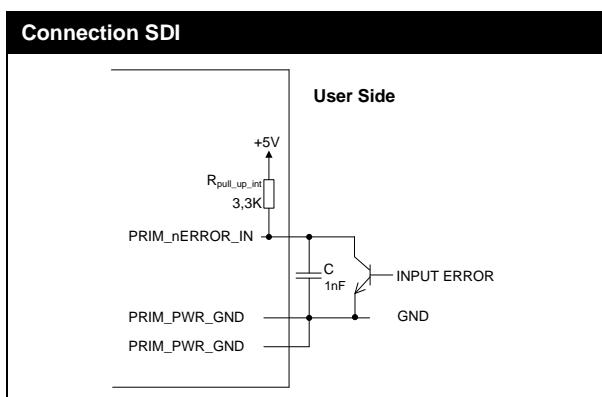 Connection SDI
User Side
+5V
Rpull_up_int
3,3K
PRIM_nERROR_IN
C
1nF
INPUT ERROR
PRIM_PWR_GND
GND
PRIM_PWR_GND